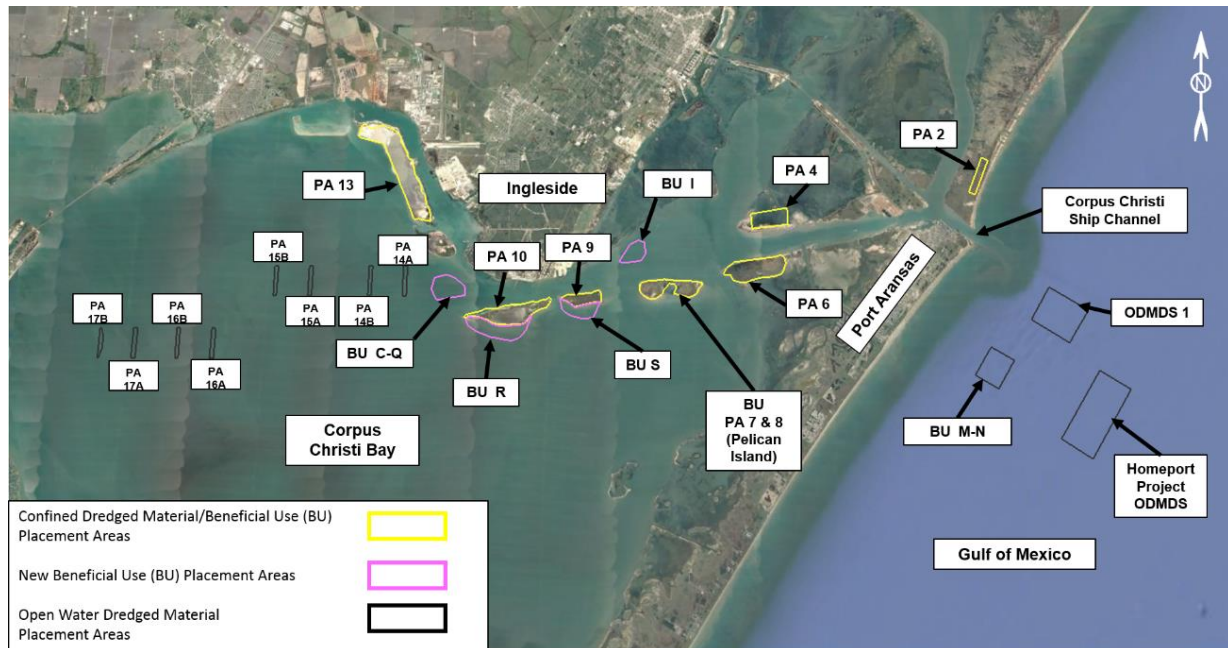 N
PA 2
PA 13
Ingleside
BU I
PA 4
Corpus Christi
Ship Channel
PA
15B
PA
14A
PA 10
PA 9
PA
17B
PA
16B
PA
15A
PA
14B
PA 6
Port Aransas
ODMDS 1
PA
17A
PA
16A
BU C-Q
BU S
BU R
BU
PA 7 & 8
(Pelican
Island)
BU M-N
Corpus
Christi Bay
Homeport
Project
ODMDS
Gulf of Mexico
Confined Dredged Material/Beneficial Use (BU)
Placement Areas
New Beneficial Use (BU) Placement Areas
Open Water Dredged Material
Placement Areas